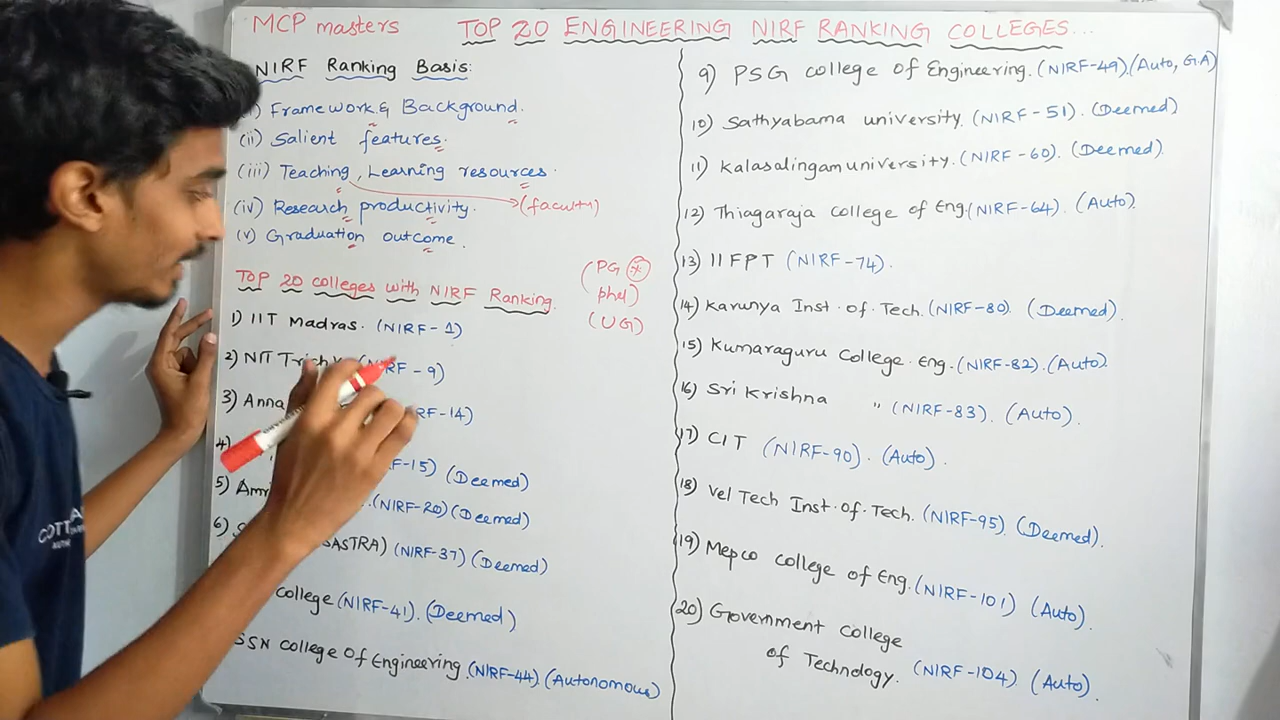 MCP masters TOP 20 ENGINEERING NIRF RANKING COLLEGES...
NIRF Ranking Basis:
(i) Framework & Background.
(ii) Salient features.
(iii) Teaching, Learning resources.
(faculty)
(iv) Research productivity.
(v) Graduation outcome.
(PG *
phd)
(UG)
TOP 20 colleges with NIRF Ranking.
1) IIT Madras. (NIRF - 1)
2) NIT Trichy (NIRF - 9)
3) Anna RF-14)
4) F-15) (Deemed)
5) Amri .(NIRF-20) (Deemed)
6) S SASTRA) (NIRF-37) (Deemed)
college (NIRF-41). (Deemed)
SSN college Of Engineering. (NIRF-44) (Autonomous)
9) PSG college of Engineering. (NIRF-49) (Auto, G.A)
10) Sathyabama university. (NIRF-51). (Deemed)
11) Kalasalingam university. (NIRF-60). (Deemed).
12) Thiagaraja college of Eng. (NIRF-64). (Auto).
13) IIFPT (NIRF-74).
14) Karunya Inst. of. Tech. (NIRF-80). (Deemed).
15) Kumaraguru College. Eng. (NIRF-82). (Auto).
16) Sri Krishna " (NIRF-83). (Auto).
17) CIT (NIRF-90). (Auto).
18) Vel Tech Inst. of. Tech. (NIRF-95). (Deemed).
19) Mepco college of Eng. (NIRF-101) (Auto).
20) Government college
of Technology. (NIRF-104). (Auto).
COTT